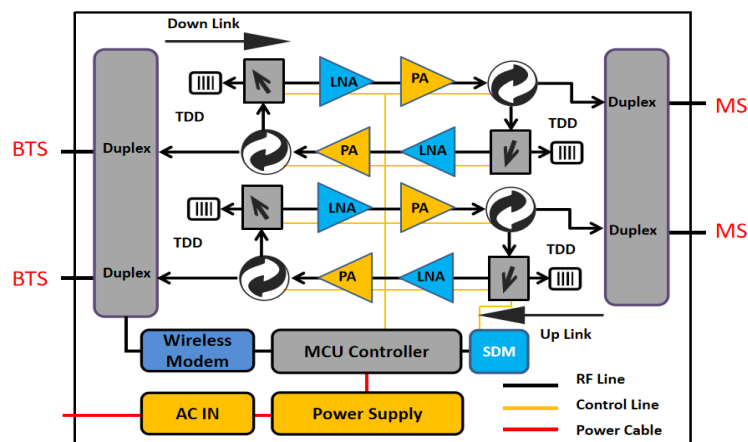 Down Link
LNA
PA
Duplex
MS
TDD
TDD
BTS
Duplex
PA
LNA
LNA
PA
Duplex
MS
TDD
TDD
BTS
Duplex
PA
LNA
Up Link
Wireless
Modem
MCU Controller
SDM
RF Line
AC IN
Power Supply
Control Line
Power Cable